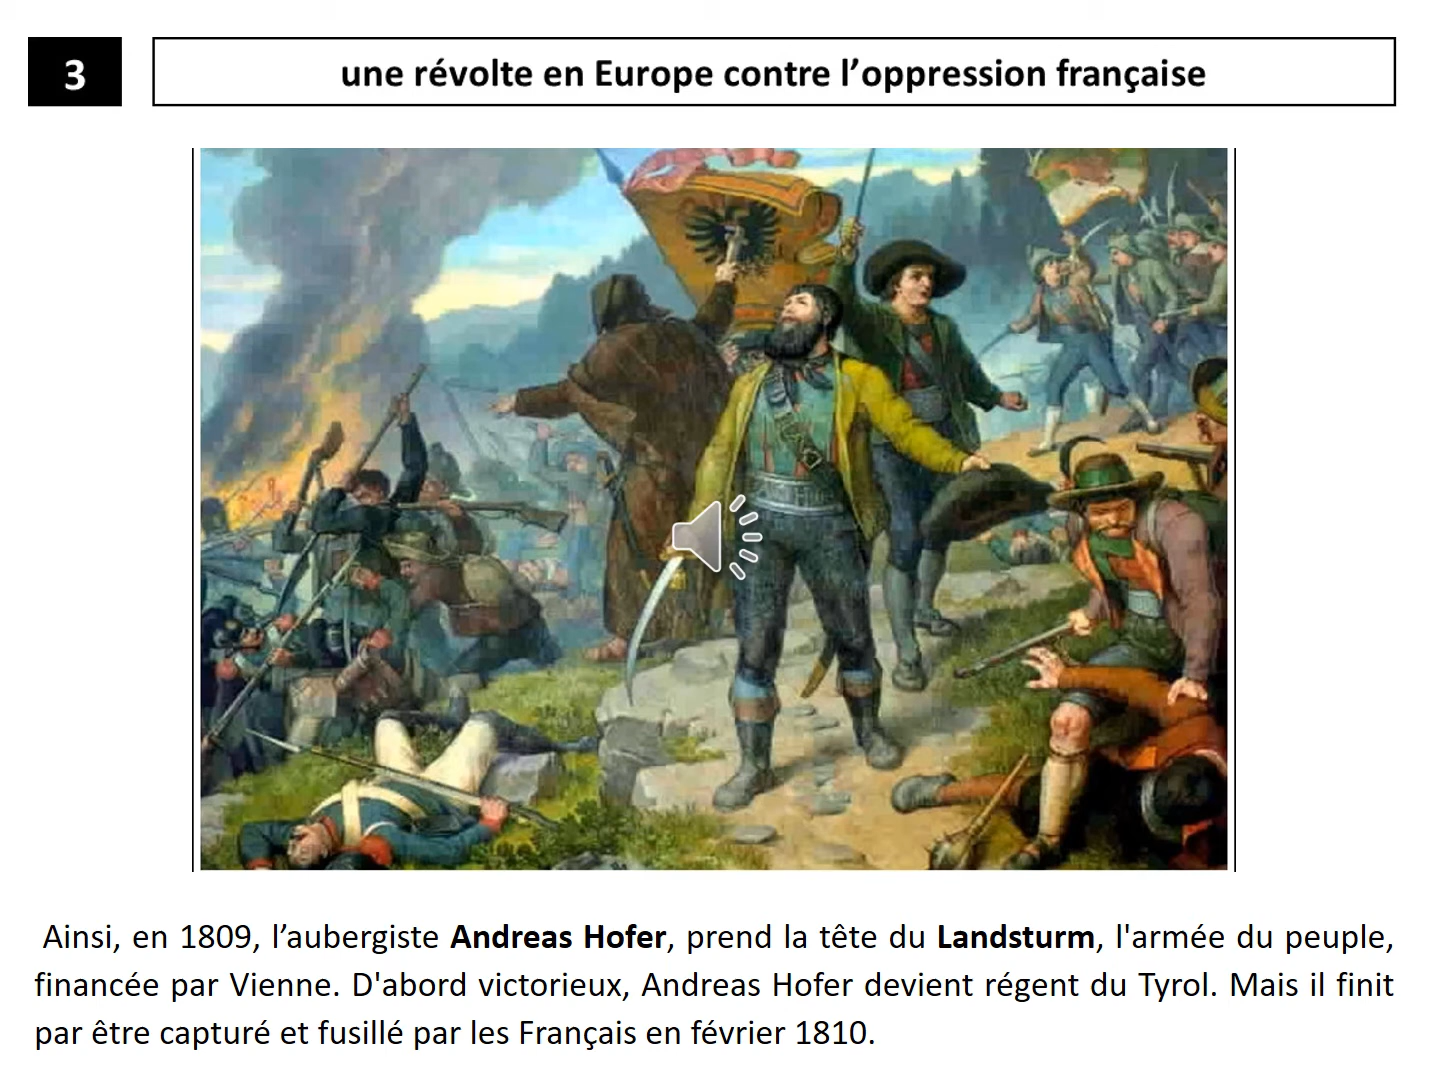 3
une révolte en Europe contre l’oppression française
Ainsi, en 1809, l’aubergiste Andreas Hofer, prend la tête du Landsturm, l'armée du peuple,
financée par Vienne. D'abord victorieux, Andreas Hofer devient régent du Tyrol. Mais il finit
par être capturé et fusillé par les Français en février 1810.